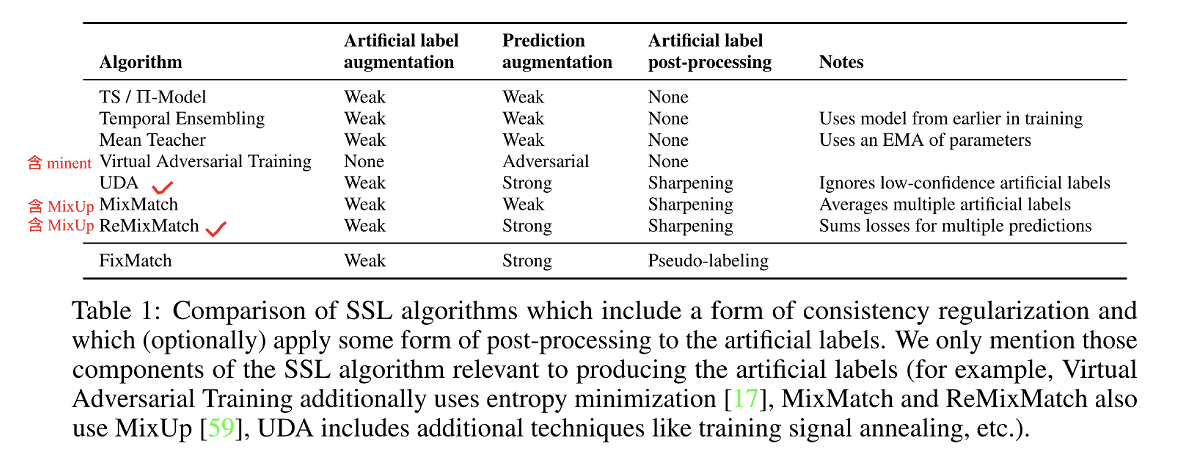 Artificial label Prediction Artificial label
Algorithm augmentation augmentation post-processing Notes
TS / Π-Model Weak Weak None
Temporal Ensembling Weak Weak None Uses model from earlier in training
Mean Teacher Weak Weak None Uses an EMA of parameters
含 minent Virtual Adversarial Training None Adversarial None
UDA Weak Strong Sharpening Ignores low-confidence artificial labels
含 MixUp MixMatch Weak Weak Sharpening Averages multiple artificial labels
含 MixUp ReMixMatch Weak Strong Sharpening Sums losses for multiple predictions
FixMatch Weak Strong Pseudo-labeling
Table 1: Comparison of SSL algorithms which include a form of consistency regularization and
which (optionally) apply some form of post-processing to the artificial labels. We only mention those
components of the SSL algorithm relevant to producing the artificial labels (for example, Virtual
Adversarial Training additionally uses entropy minimization [17], MixMatch and ReMixMatch also
use MixUp [59], UDA includes additional techniques like training signal annealing, etc.).